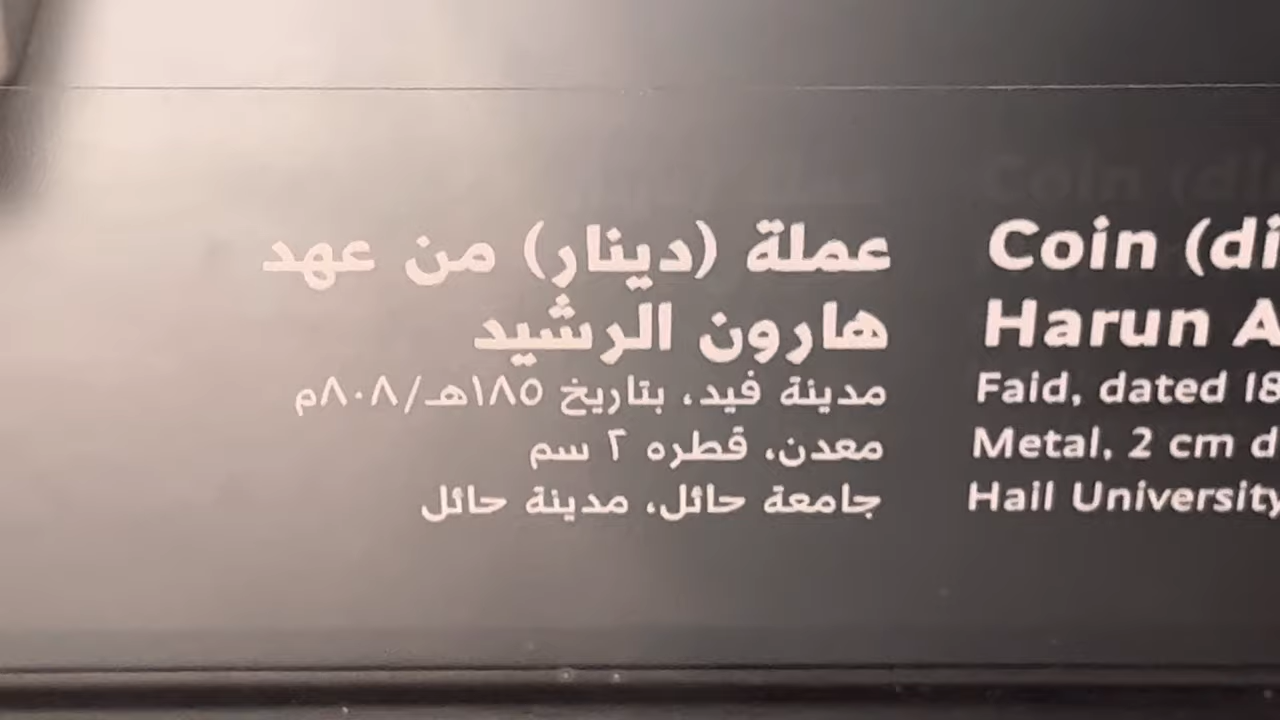 عملة (دينار) من عهد
هارون الرشيد
مدينة فيد، بتاريخ ١٨٥هـ/٨٠٨م
معدن، قطره ٢ سم
جامعة حائل، مدينة حائل
Coin (di
Harun A
Faid, dated 18
Metal, 2 cm d
Hail University